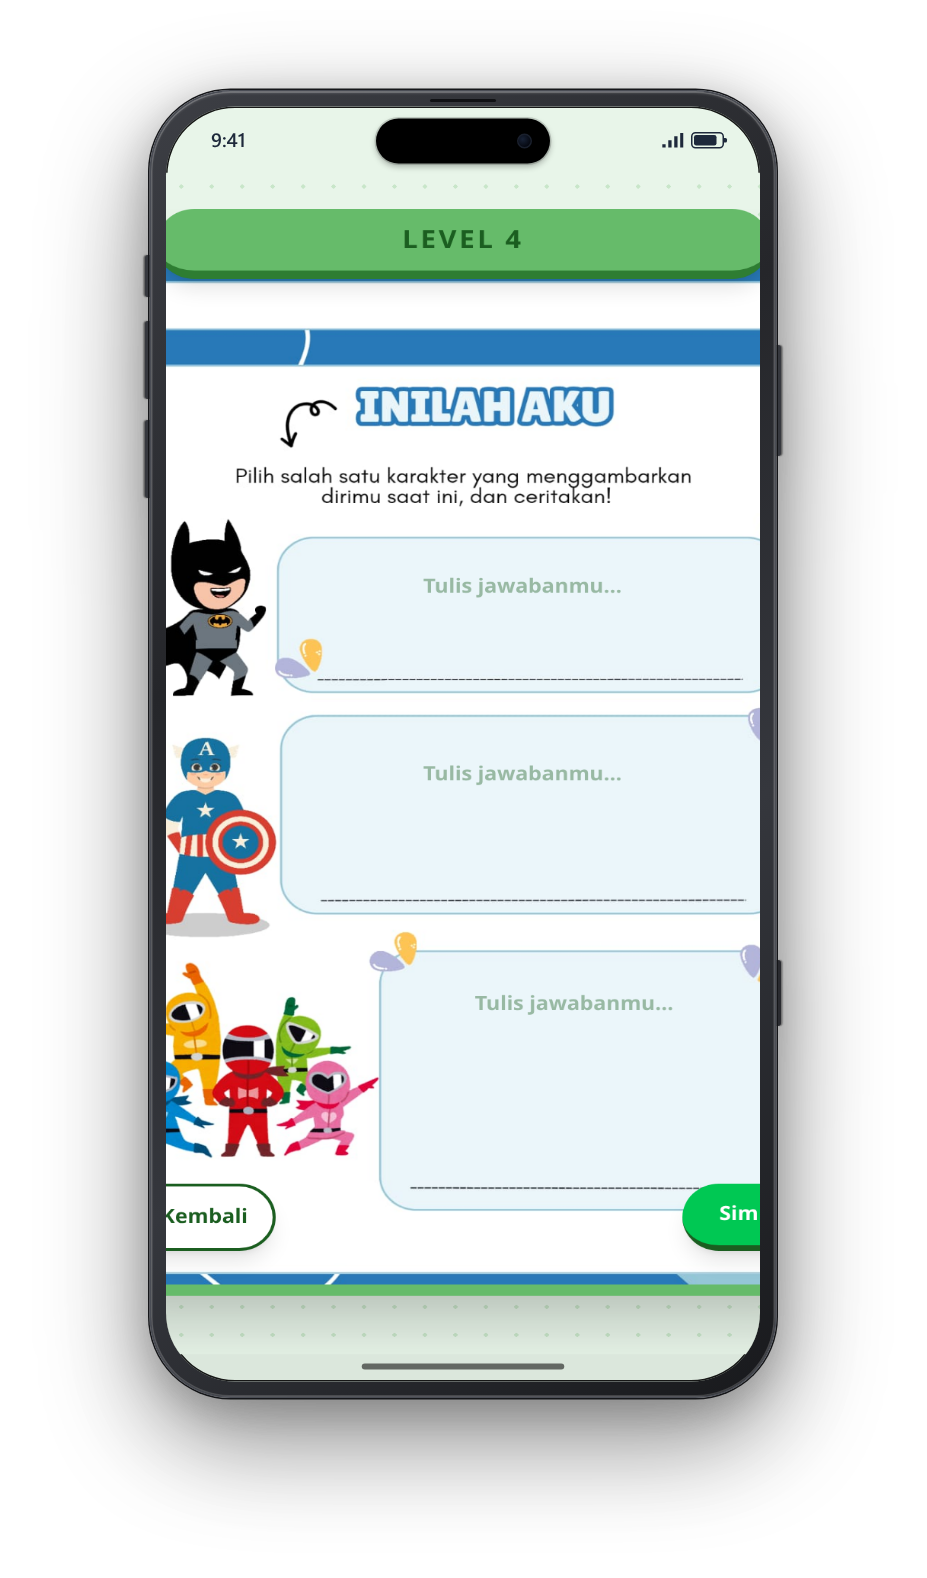 9:41
LEVEL 4
INILAH AKU
Pilih salah satu karakter yang menggambarkan
dirimu saat ini, dan ceritakan!
Tulis jawabanmu...
A
Tulis jawabanmu...
Tulis jawabanmu...
Kembali
Sim